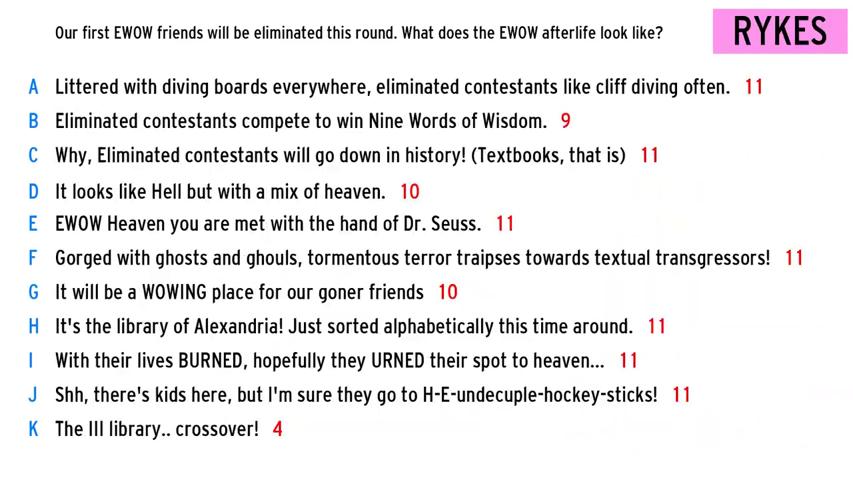 Our first EWOW friends will be eliminated this round. What does the EWOW afterlife look like?
RYKES
A Littered with diving boards everywhere, eliminated contestants like cliff diving often. 11
B Eliminated contestants compete to win Nine Words of Wisdom. 9
C Why, Eliminated contestants will go down in history! (Textbooks, that is) 11
D It looks like Hell but with a mix of heaven. 10
E EWOW Heaven you are met with the hand of Dr. Seuss. 11
F Gorged with ghosts and ghouls, tormentous terror traipses towards textual transgressors! 11
G It will be a WOWING place for our goner friends 10
H It's the library of Alexandria! Just sorted alphabetically this time around. 11
I With their lives BURNED, hopefully they URNED their spot to heaven... 11
J Shh, there's kids here, but I'm sure they go to H-E-undecuple-hockey-sticks! 11
K The III library.. crossover! 4